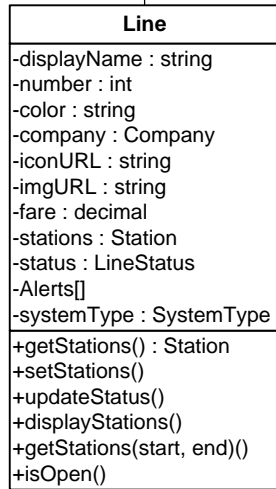 Line
-displayName : string
-number : int
-color : string
-company : Company
-iconURL : string
-imgURL : string
-fare : decimal
-stations : Station
-status : LineStatus
-Alerts[]
-systemType : SystemType
+getStations() : Station
+setStations()
+updateStatus()
+displayStations()
+getStations(start, end)()
+isOpen()